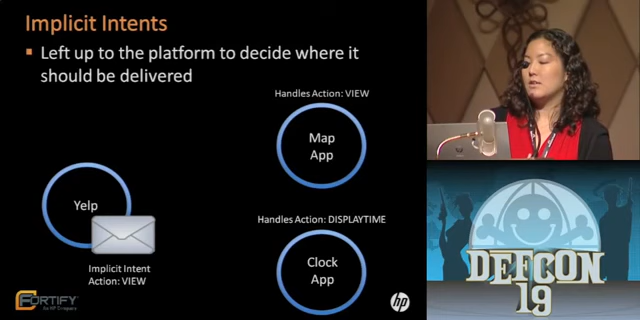 Implicit Intents
Left up to the platform to decide where it
should be delivered
Handles Action: VIEW
Map
App
Yelp
Handles Action: DISPLAYTIME
Clock
App
Implicit Intent
Action: VIEW
FORTIFY
An HP Company
hp
DEFCON
19